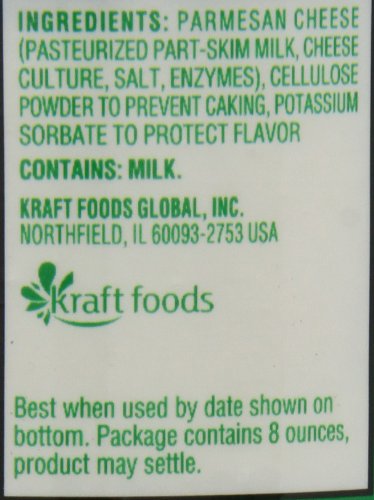 INGREDIENTS: PARMESAN CHEESE
(PASTEURIZED PART-SKIM MILK, CHEESE
CULTURE, SALT, ENZYMES), CELLULOSE
POWDER TO PREVENT CAKING, POTASSIUM
SORBATE TO PROTECT FLAVOR
CONTAINS: MILK.
KRAFT FOODS GLOBAL, INC.
NORTHFIELD, IL 60093-2753 USA
kraft foods
Best when used by date shown on
bottom. Package contains 8 ounces,
product may settle.